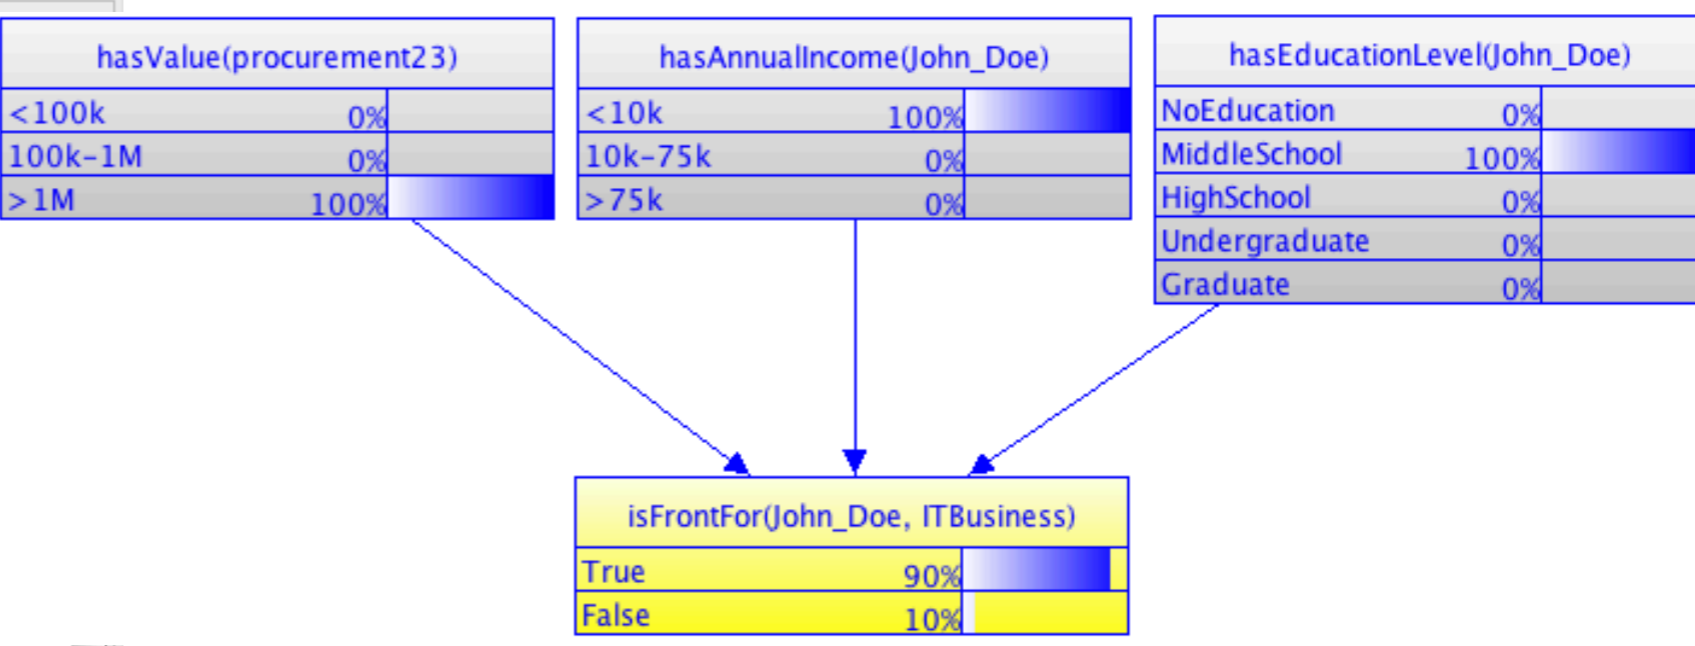 hasValue(procurement23)
<100k 0%
100k-1M 0%
>1M 100%
hasAnnualIncome(John_Doe)
<10k 100%
10k-75k 0%
>75k 0%
hasEducationLevel(John_Doe)
NoEducation 0%
MiddleSchool 100%
HighSchool 0%
Undergraduate 0%
Graduate 0%
isFrontFor(John_Doe, ITBusiness)
True 90%
False 10%